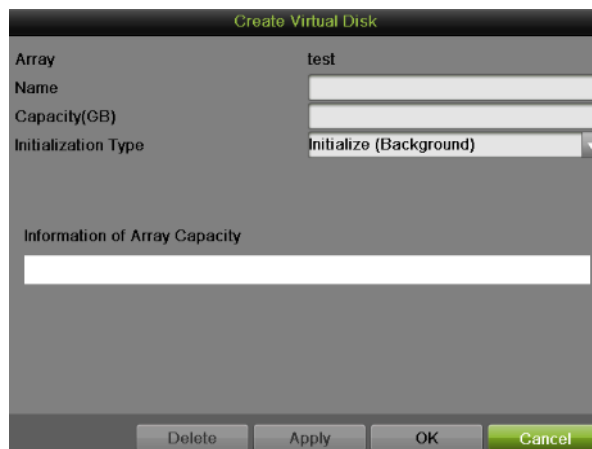 Create Virtual Disk
Array test
Name
Capacity(GB)
Initialization Type Initialize (Background)
Information of Array Capacity
Delete Apply OK Cancel